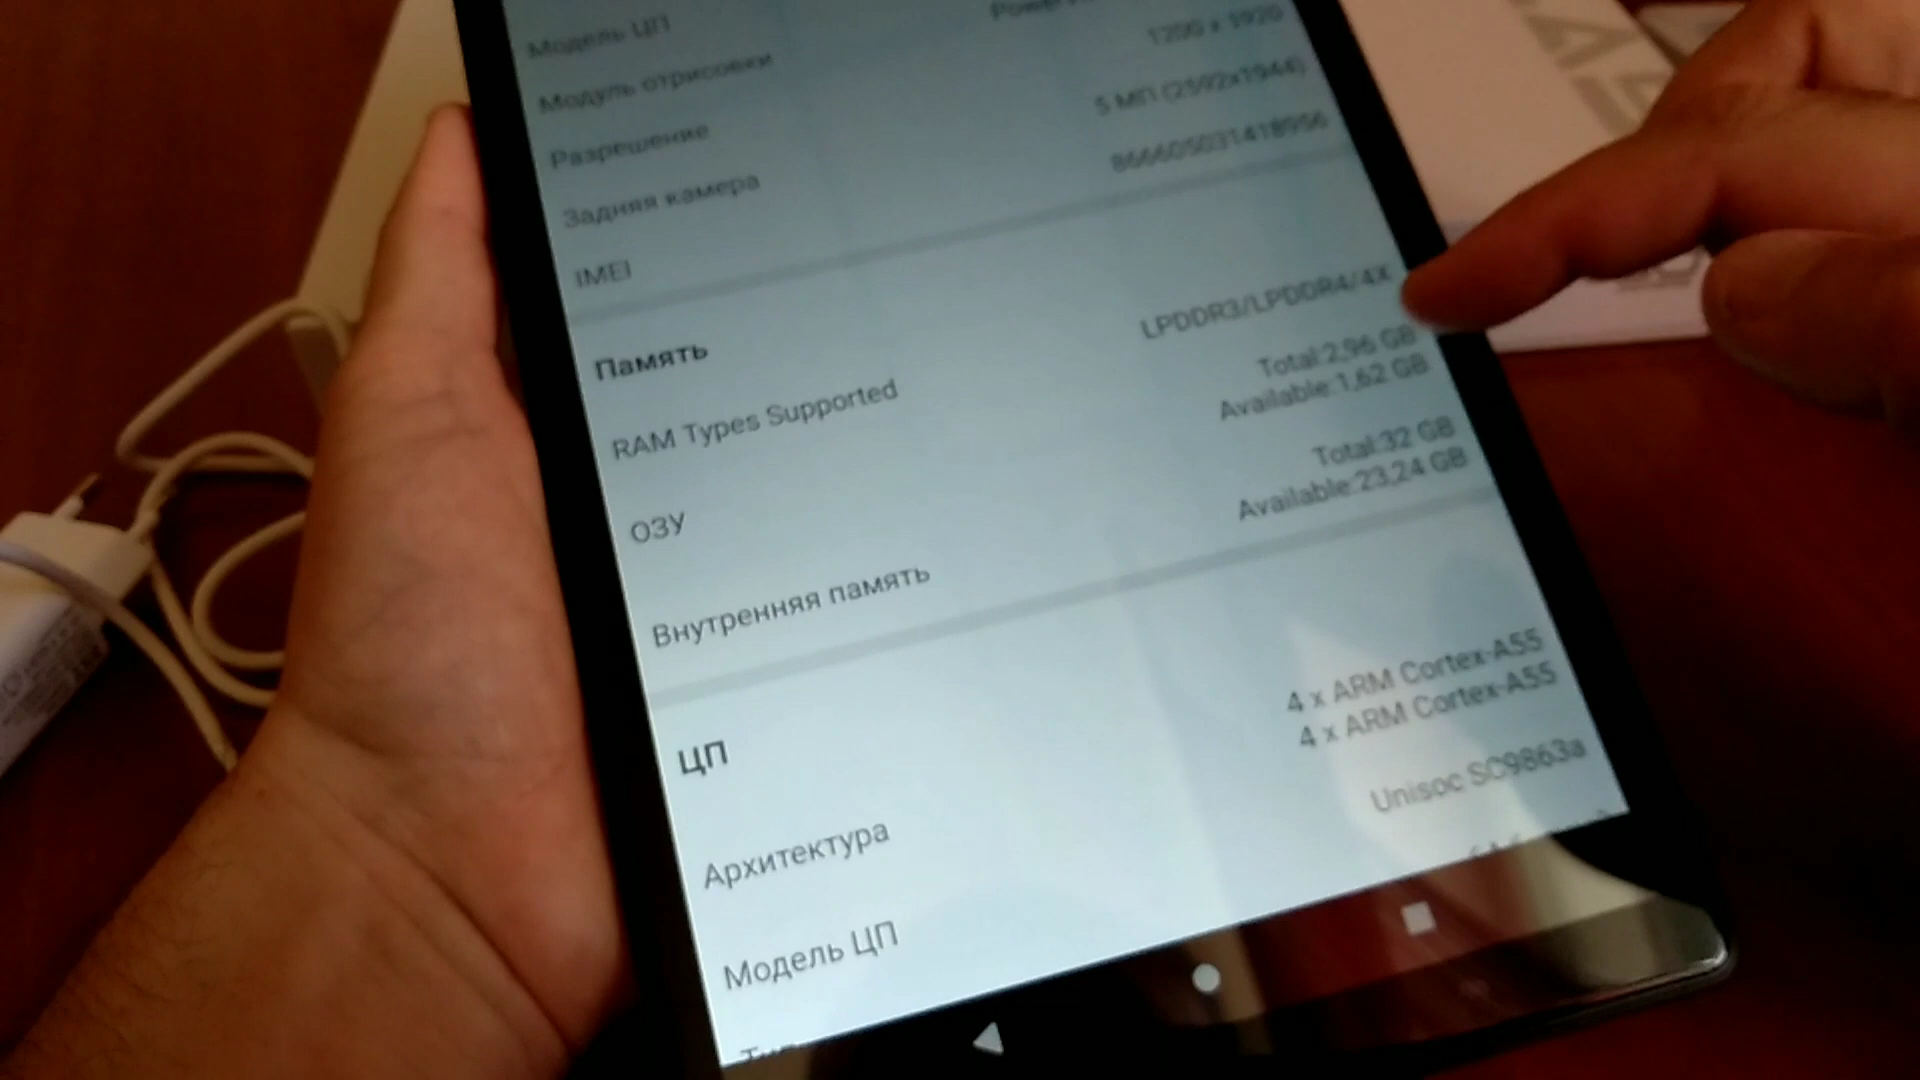 Модель ЦП
Модуль отрисовки
Разрешение
1200 x 1920
Задняя камера
5 МП (2592x1944)
IMEI
866605031418956
Память
RAM Types Supported
LPDDR3/LPDDR4/4X
ОЗУ
Total:2,96 GB
Available:1,62 GB
Внутренняя память
Total:32 GB
Available:23,24 GB
ЦП
Архитектура
4 x ARM Cortex-A55
4 x ARM Cortex-A55
Модель ЦП
Unisoc SC9863a